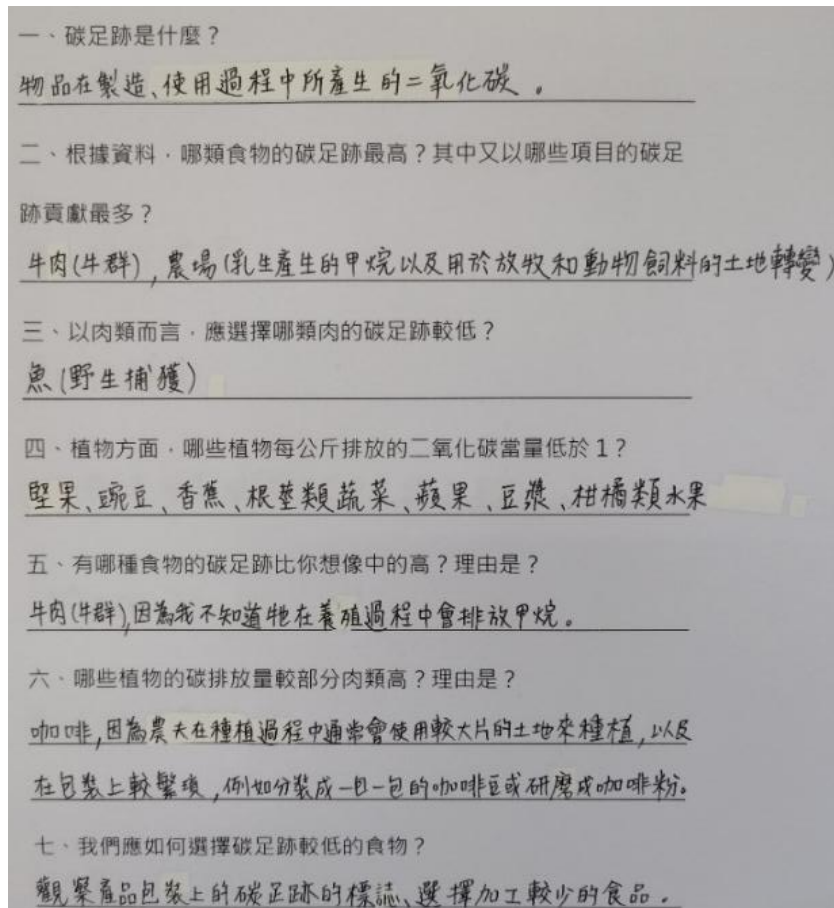 一、碳足跡是什麼？
物品在製造、使用過程中所產生的二氧化碳。
二、根據資料，哪類食物的碳足跡最高？其中又以哪些項目的碳足
跡貢獻最多？
牛肉(牛群)，農場(乳牛產生的甲烷以及用於放牧和動物飼料的土地轉變)
三、以肉類而言，應選擇哪類肉的碳足跡較低？
魚(野生捕獲)
四、植物方面，哪些植物每公斤排放的二氧化碳當量低於1？
堅果、豌豆、香蕉、根莖類蔬菜、蘋果、豆漿、柑橘類水果
五、有哪種食物的碳足跡比你想像中的高？理由是？
牛肉(牛群),因為我不知道牠在養殖過程中會排放甲烷。
六、哪些植物的碳排放量較部分肉類高？理由是？
咖啡,因為農夫在種植過程中通常會使用較大片的土地來種植,以及
在包裝上較繁瑣,例如分裝成一包一包的咖啡豆或研磨成咖啡粉。
七、我們應如何選擇碳足跡較低的食物？
觀察產品包裝上的碳足跡的標誌、選擇加工較少的食品。